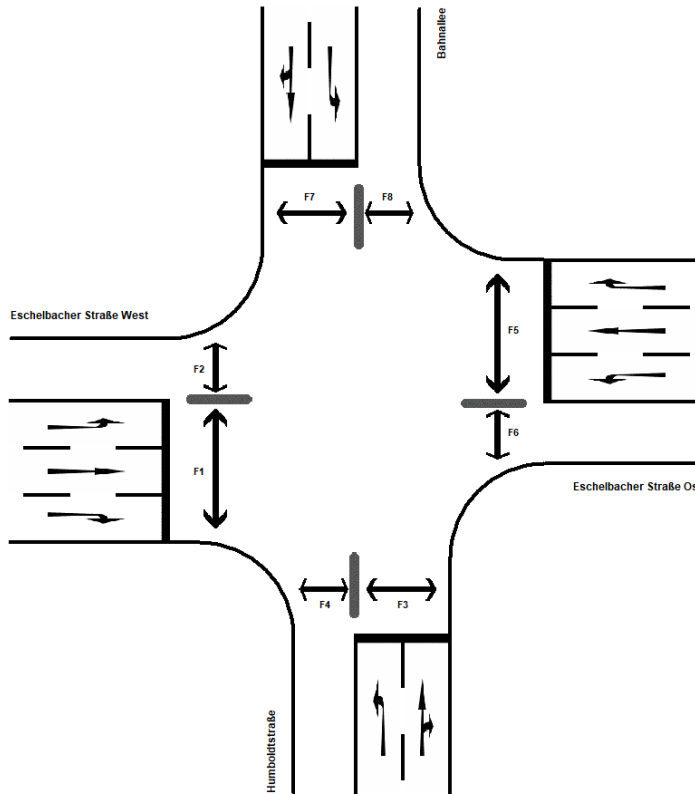 Bahnallee
F7
F8
Eschelbacher Straße West
F5
F2
F6
F1
Eschelbacher Straße Os
F4
F3
Humboldtstraße